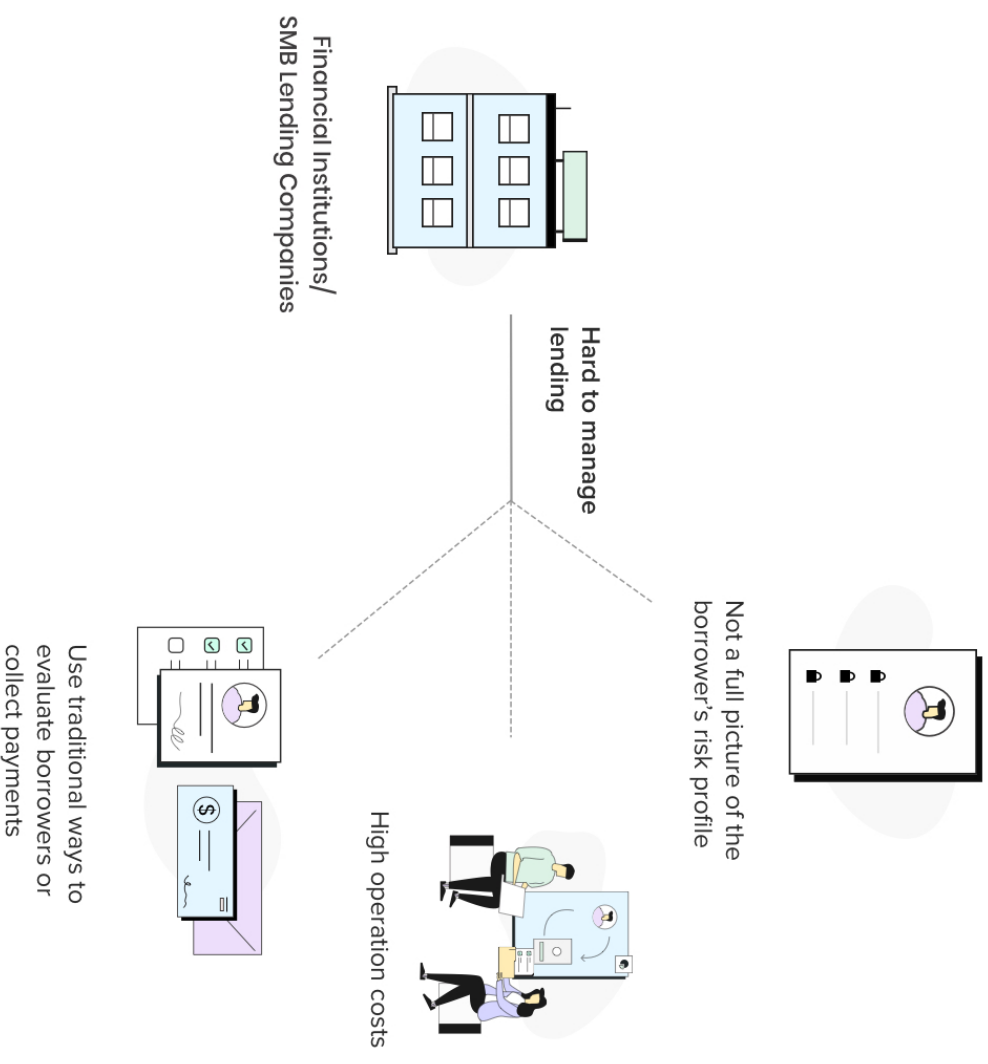 Not a full picture of the
borrower's risk profile
Hard to manage
lending
Financial Institutions/
SMB Lending Companies
High operation costs
$
Use traditional ways to
evaluate borrowers or
collect payments